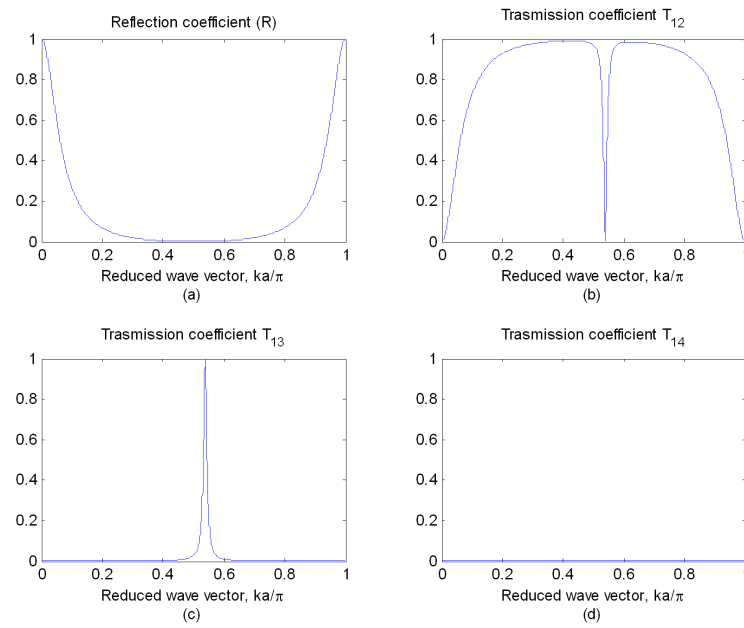 Reflection coefficient (R)
1
0.8
0.6
0.4
0.2
0
0 0.2 0.4 0.6 0.8 1
Reduced wave vector, ka/π
(a)
Trasmission coefficient T12
1
0.8
0.6
0.4
0.2
0
0 0.2 0.4 0.6 0.8
Reduced wave vector, ka/π
(b)
Trasmission coefficient T13
1
0.8
0.6
0.4
0.2
0
0 0.2 0.4 0.6 0.8 1
Reduced wave vector, ka/π
(c)
Trasmission coefficient T14
1
0.8
0.6
0.4
0.2
0
0 0.2 0.4 0.6 0.8
Reduced wave vector, ka/π
(d)